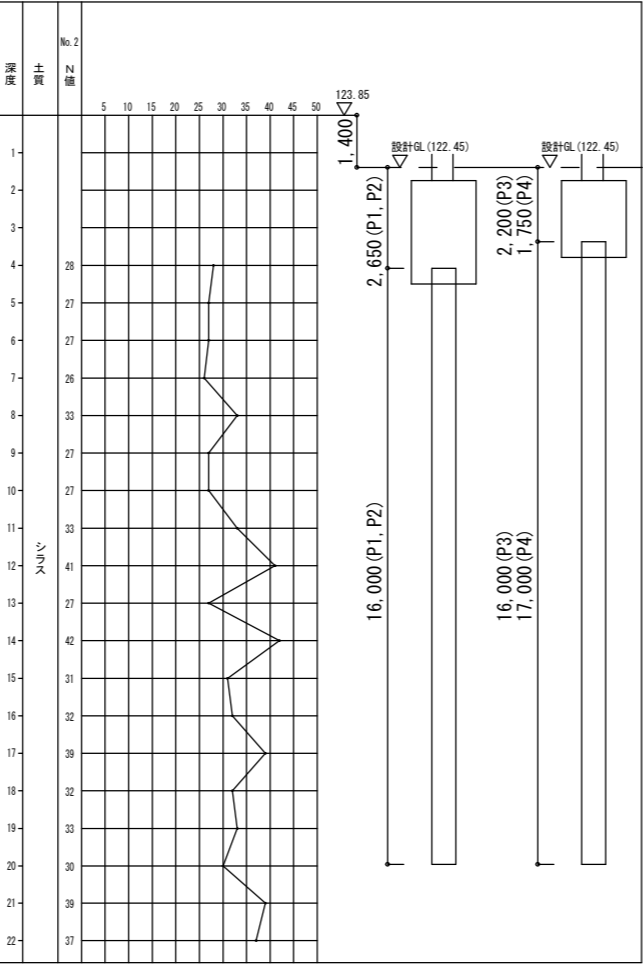 深度 土質 No.2 N値
5 10 15 20 25 30 35 40 45 50
123.85
1,400
設計GL(122.45) 設計GL(122.45)
1
2
3
4 28
5 27
6 27
7 26
8 33
9 27
10 27
11 33
12 41
13 27
14 42
15 31
16 32
17 39
18 32
19 33
20 30
21 39
22 37
シラス
2,650(P1,P2)
16,000(P1,P2)
2,200(P3)
1,750(P4)
16,000(P3)
17,000(P4)